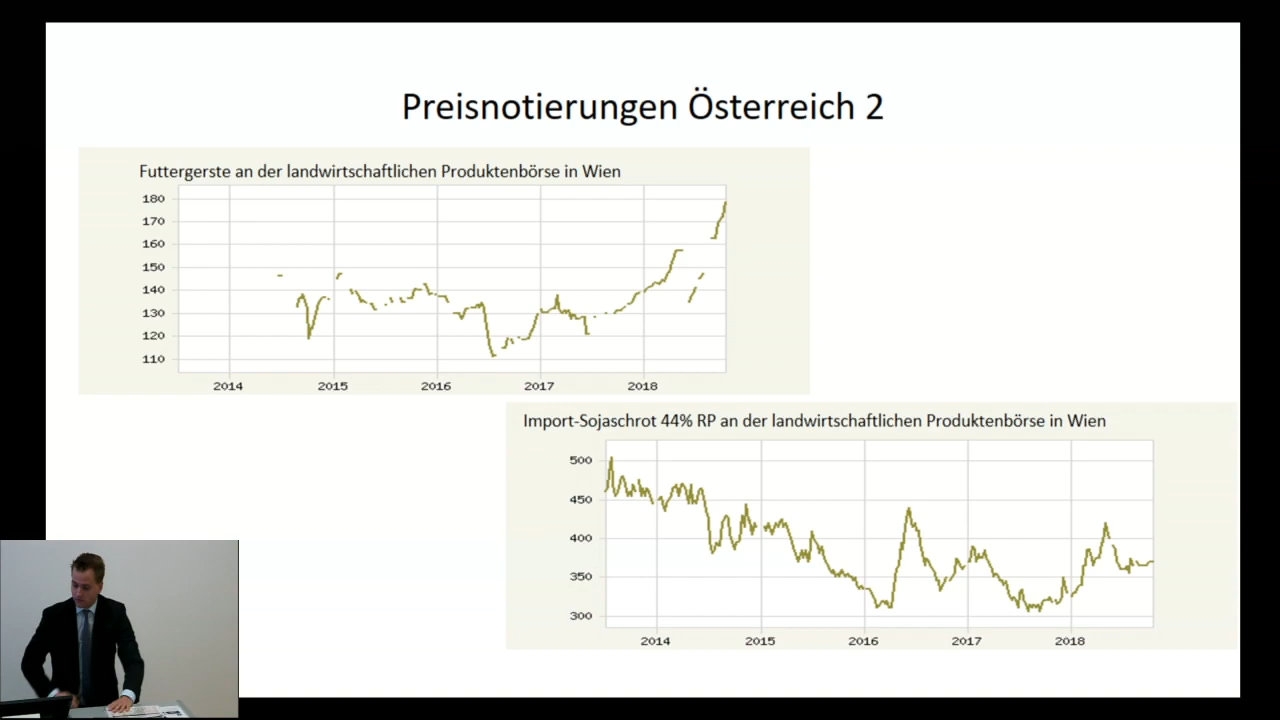 Preisnotierungen Österreich 2
Futtergerste an der landwirtschaftlichen Produktenbörse in Wien
180
170
160
150
140
130
120
110
2014 2015 2016 2017 2018
Import-Sojaschrot 44% RP an der landwirtschaftlichen Produktenbörse in Wien
500
450
400
350
300
2014 2015 2016 2017 2018